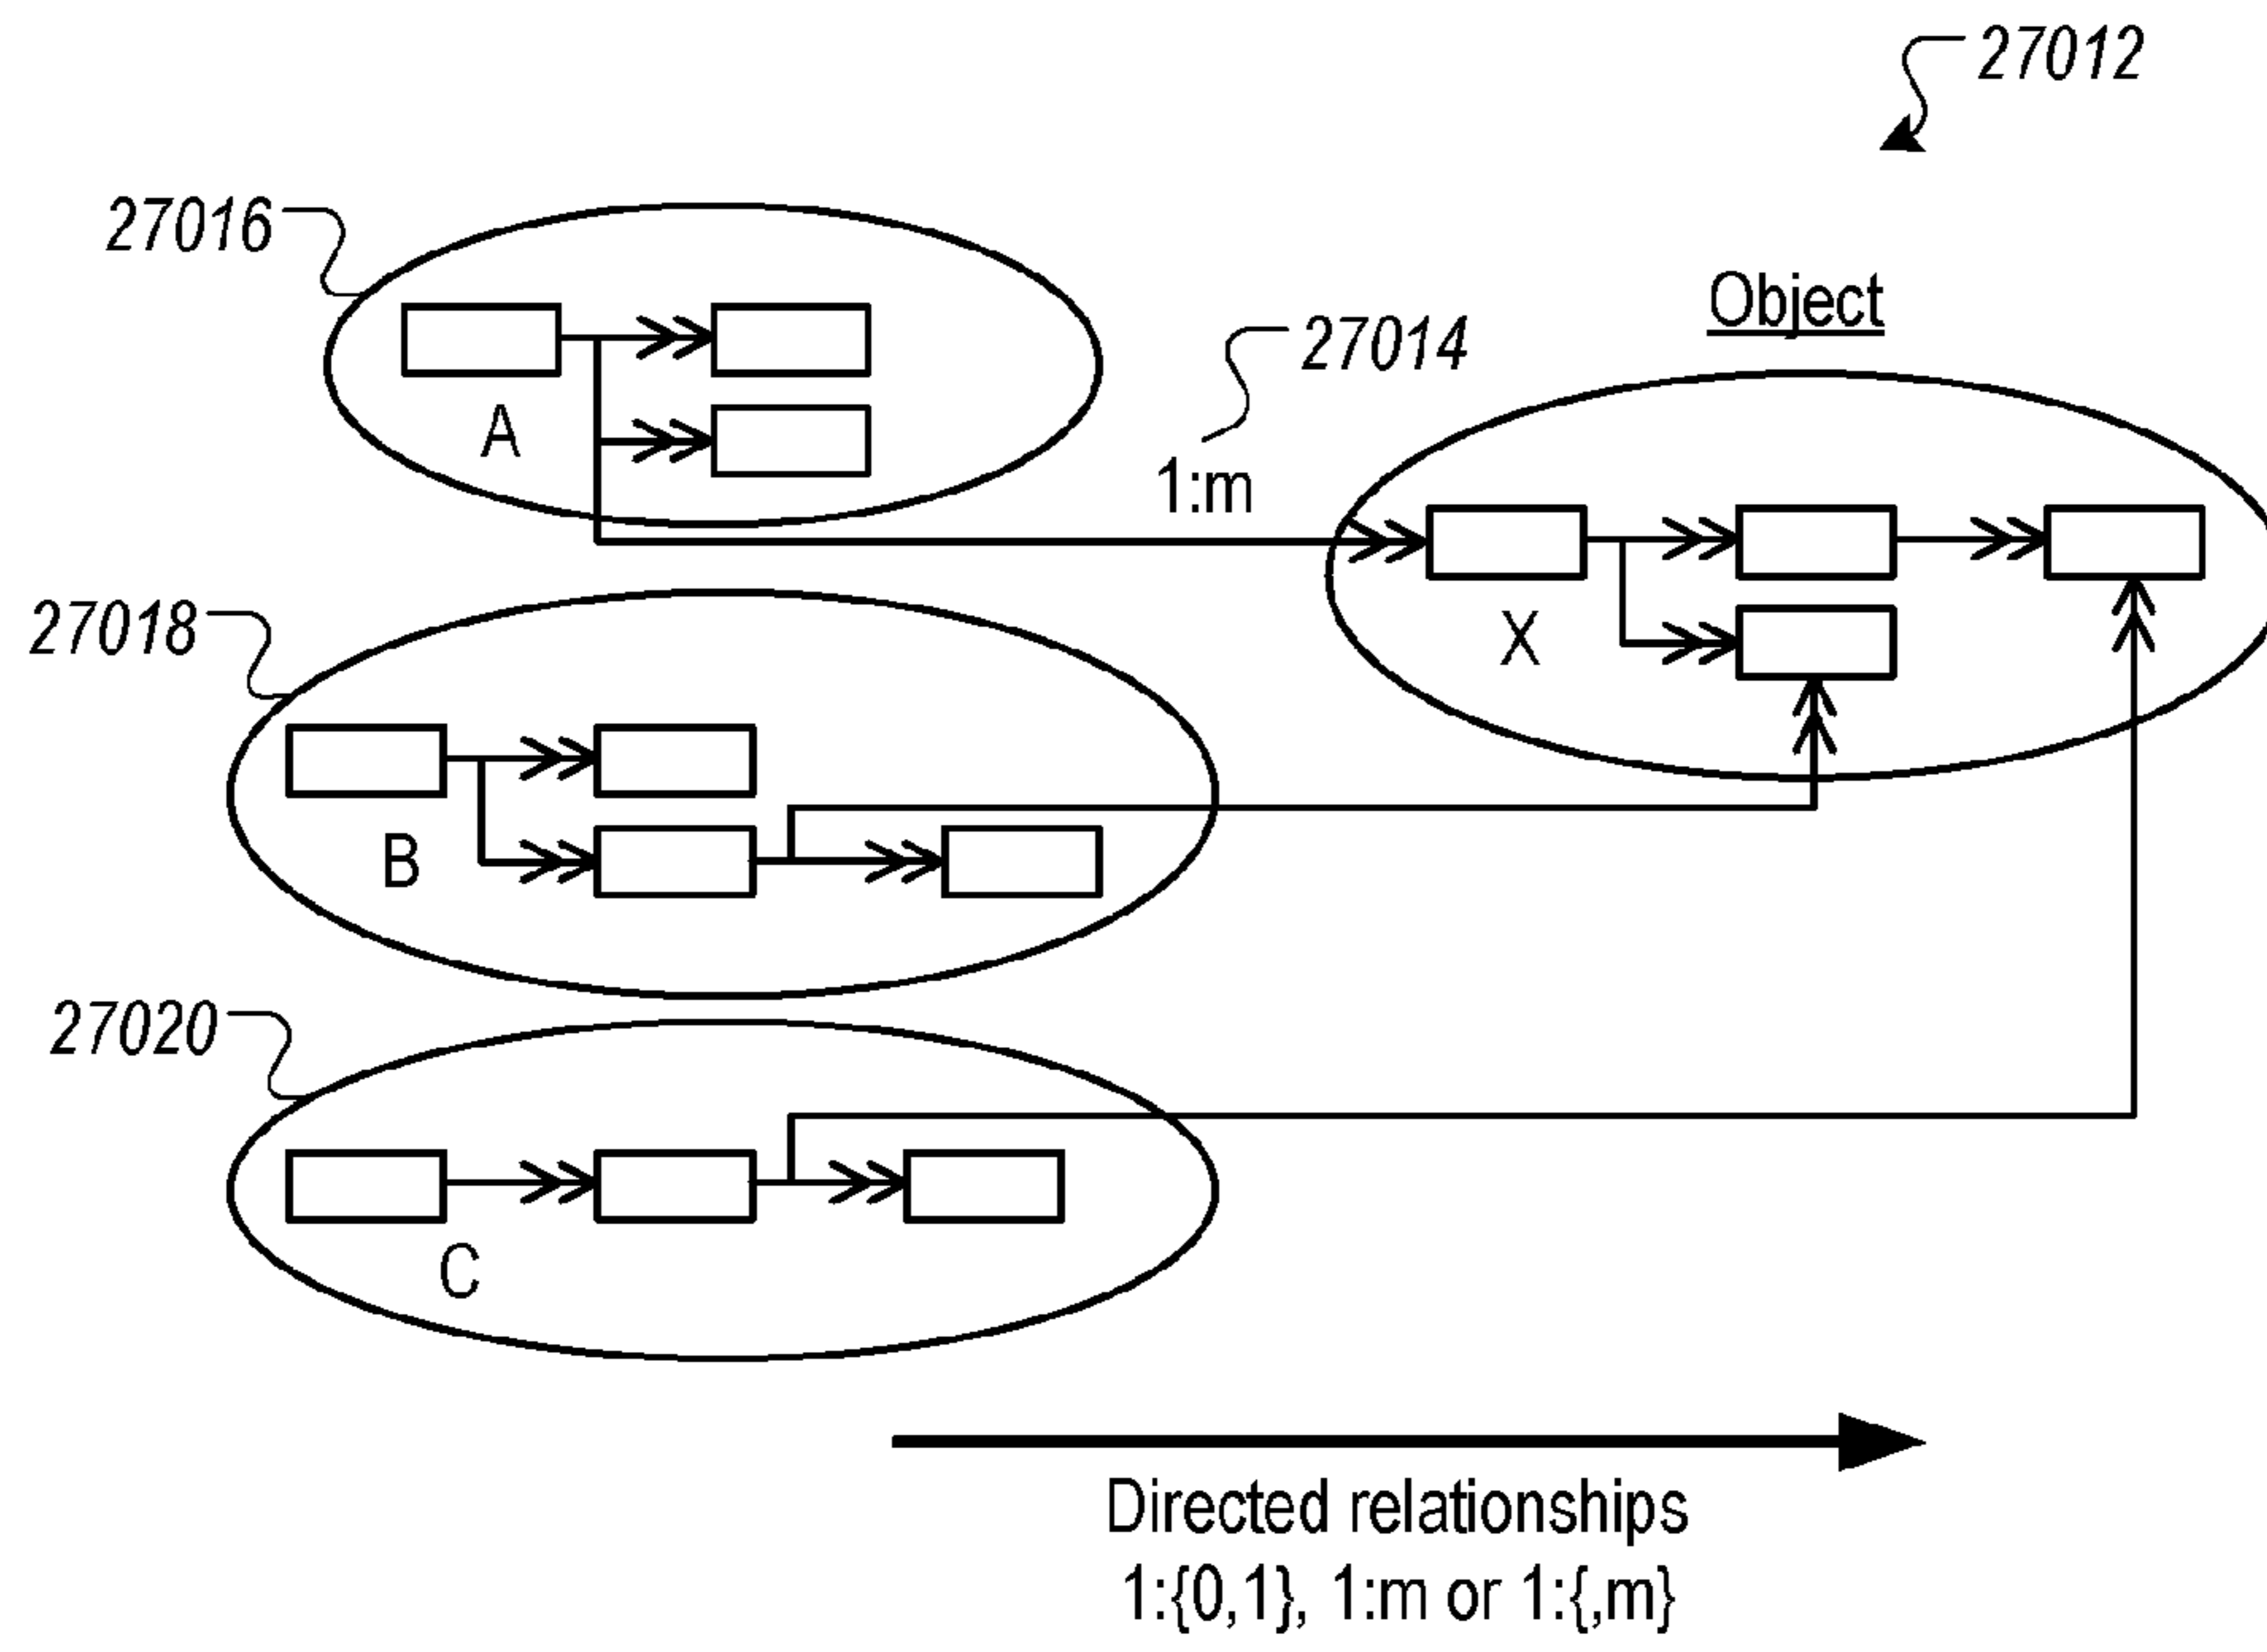 27012
27016
Object
27014
A
1:m
27018
X
B
27020
C
Directed relationships
1:{0,1}, 1:m or 1:{,m}